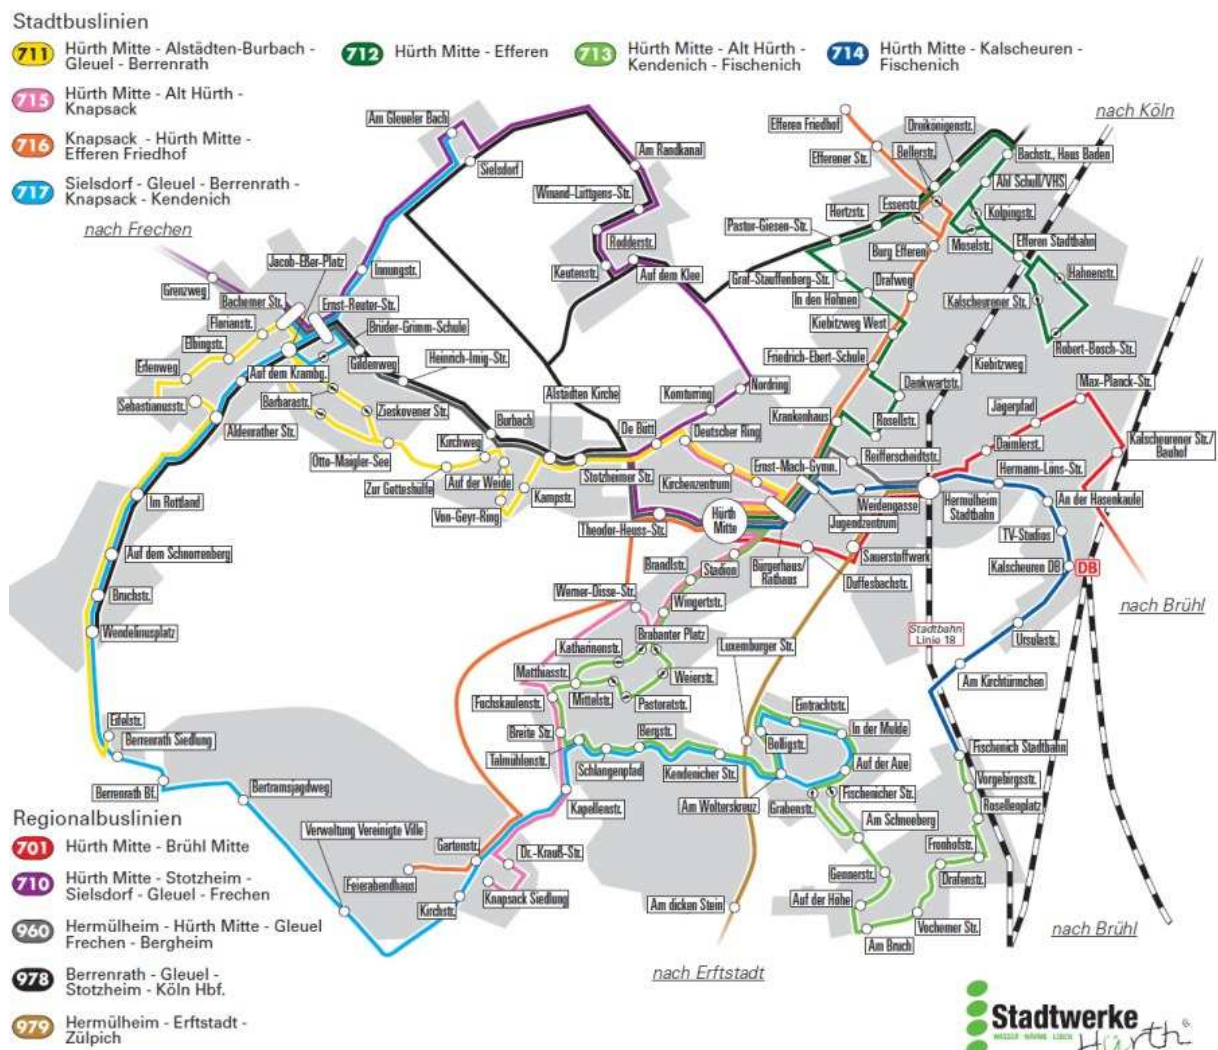 Stadtbuslinien
711 Hürth Mitte - Alstädten-Burbach -
Gleuel - Berrenrath
712 Hürth Mitte - Efferen
713 Hürth Mitte - Alt Hürth -
Kendenich - Fischenich
714 Hürth Mitte - Kalscheuren -
Fischenich
715 Hürth Mitte - Alt Hürth -
Knapsack
716 Knapsack - Hürth Mitte -
Efferen Friedhof
717 Sielsdorf - Gleuel - Berrenrath -
Knapsack - Kendenich
nach Frechen
nach Köln
Am Gleueler Bach
Sielsdorf
Am Randkanal
Winand-Lüttgens-Str.
Rodderstr.
Keutenstr.
Auf dem Klee
Efferen Friedhof
Efferener Str.
Dreikönigenstr.
Bellerstr.
Bachstr., Haus Baden
Ahl Schull/VHS
Kolpingstr.
Esserstr.
Hertzstr.
Pastor-Giesen-Str.
Moselstr.
Efferen Stadtbahn
Burg Efferen
Hahnenstr.
Graf-Stauffenberg-Str.
Drafweg
In den Höhnen
Kalscheurener Str.
Kiebitzweg West
Robert-Bosch-Str.
Friedrich-Ebert-Schule
Kiebitzweg
Dankwartstr.
Max-Planck-Str.
Jägerpfad
Krankenhaus
Rosellstr.
Daimlerst.
Kalscheurener Str./
Bauhof
Reifferscheidtstr.
Hermann-Löns-Str.
An der Hasenkaule
Jacob-Eßer-Platz
Innungstr.
Grenzweg
Bachemer Str.
Ernst-Reuter-Str.
Florianstr.
Brüder-Grimm-Schule
Elbingstr.
Gildenweg
Heinrich-Imig-Str.
Erlenweg
Auf dem Krambg.
Sebastianusstr.
Barbarastr.
Zieskovener Str.
Aldenrather Str.
Otto-Maigler-See
Kirchweg
Burbach
Alstädten Kirche
De Bütt
Komturring
Nordring
Deutscher Ring
Stotzheimer Str.
Kirchenzentrum
Ernst-Mach-Gymn.
Zur Gotteshülfe
Auf der Weide
Kampstr.
Von-Geyr-Ring
Theodor-Heuss-Str.
Hürth
Mitte
Weidengasse
Jugendzentrum
Hermülheim
Stadtbahn
TV-Studios
Kalscheuren DB
DB
Im Rottland
Auf dem Schnorrenberg
Bruchstr.
Wendelinusplatz
Brandlstr.
Stadion
Bürgerhaus/
Rathaus
Sauerstoffwerk
Duffesbachstr.
nach Brühl
Werner-Disse-Str.
Wingertstr.
Brabanter Platz
Katharinenstr.
Luxemburger Str.
Stadtbahn
Linie 18
Ursulastr.
Matthiasstr.
Weierstr.
Am Kirchtürmchen
Fuchskaulenstr.
Mittelstr.
Pastoratstr.
Eifelstr.
Berrenrath Siedlung
Breite Str.
Bergstr.
Eintrachtstr.
In der Mulde
Talmühlenstr.
Bolligstr.
Fischenich Stadtbahn
Schlangenpfad
Kendenicher Str.
Auf der Aue
Vorgebirgsstr.
Berrenrath Bf.
Bertramsjagdweg
Kapellenstr.
Am Wolterskreuz
Grabenstr.
Fischenicher Str.
Rosellenplatz
Am Schneeberg
Verwaltung Vereinigte Ville
Gartenstr.
Dr.-Krauß-Str.
Fronhofstr.
Feierabendhaus
Gennerstr.
Drafenstr.
Knapsack Siedlung
Kirchstr.
Am dicken Stein
Auf der Höhe
Vochemer Str.
Am Bruch
nach Brühl
nach Erftstadt
Regionalbuslinien
701 Hürth Mitte - Brühl Mitte
710 Hürth Mitte - Stotzheim -
Sielsdorf - Gleuel - Frechen
960 Hermülheim - Hürth Mitte - Gleuel
Frechen - Bergheim
978 Berrenrath - Gleuel -
Stotzheim - Köln Hbf.
979 Hermülheim - Erftstadt -
Zülpich
Stadtwerke
WASSER · WÄRME · LEBEN
Hürth